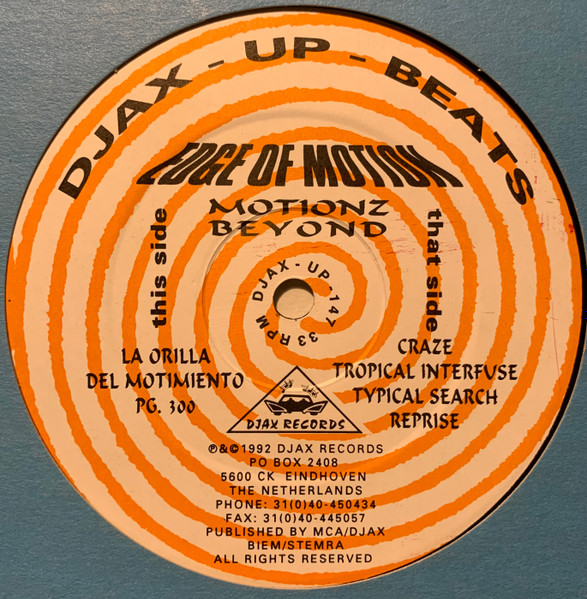 DJAX - UP - BEATS
EDGE OF MOTION
MOTIONZ
BEYOND
this side
that side
DJAX - UP - 147 33 RPM
LA ORILLA
DEL MOTIMIENTO
PG. 300
CRAZE
TROPICAL INTERFUSE
TYPICAL SEARCH
REPRISE
DJAX RECORDS
℗&©1992 DJAX RECORDS
PO BOX 2408
5600 CK EINDHOVEN
THE NETHERLANDS
PHONE: 31(0)40-450434
FAX: 31(0)40-445057
PUBLISHED BY MCA/DJAX
BIEM/STEMRA
ALL RIGHTS RESERVED